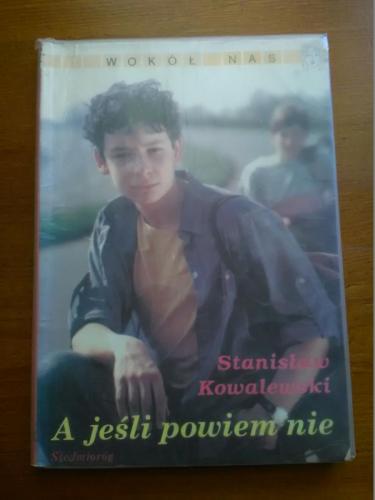 WOKÓŁ NAS
Stanisław
Kowalewski
A jeśli powiem nie
Siedmioróg